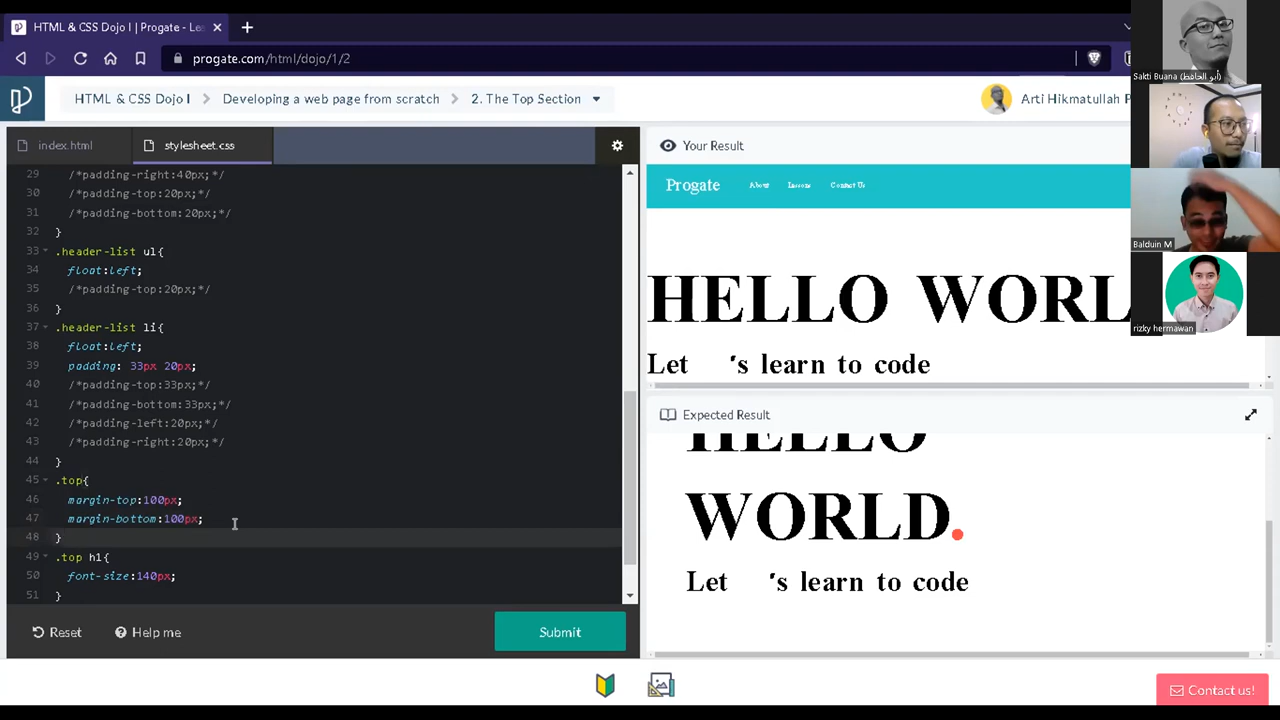 HTML & CSS Dojo I | Progate - Le
progate.com/html/dojo/1/2
HTML & CSS Dojo I
Developing a web page from scratch
2. The Top Section
Arti Hikmatullah P
index.html
stylesheet.css
29 /*padding-right:40px;*/
30 /*padding-top:20px;*/
31 /*padding-bottom:20px;*/
32 }
33 .header-list ul{
34 float:left;
35 /*padding-top:20px;*/
36 }
37 .header-list li{
38 float:left;
39 padding: 33px 20px;
40 /*padding-top:33px;*/
41 /*padding-bottom:33px;*/
42 /*padding-left:20px;*/
43 /*padding-right:20px;*/
44 }
45 .top{
46 margin-top:100px;
47 margin-bottom:100px;
48 }
49 .top h1{
50 font-size:140px;
51 }
Reset
Help me
Submit
Your Result
Progate
About
Lessons
Contact Us
HELLO WORL
Let 's learn to code
Expected Result
HELLO
WORLD.
Let 's learn to code
Contact us!
Sakti Buana (أبو الحافظ)
Balduin M
rizky hermawan